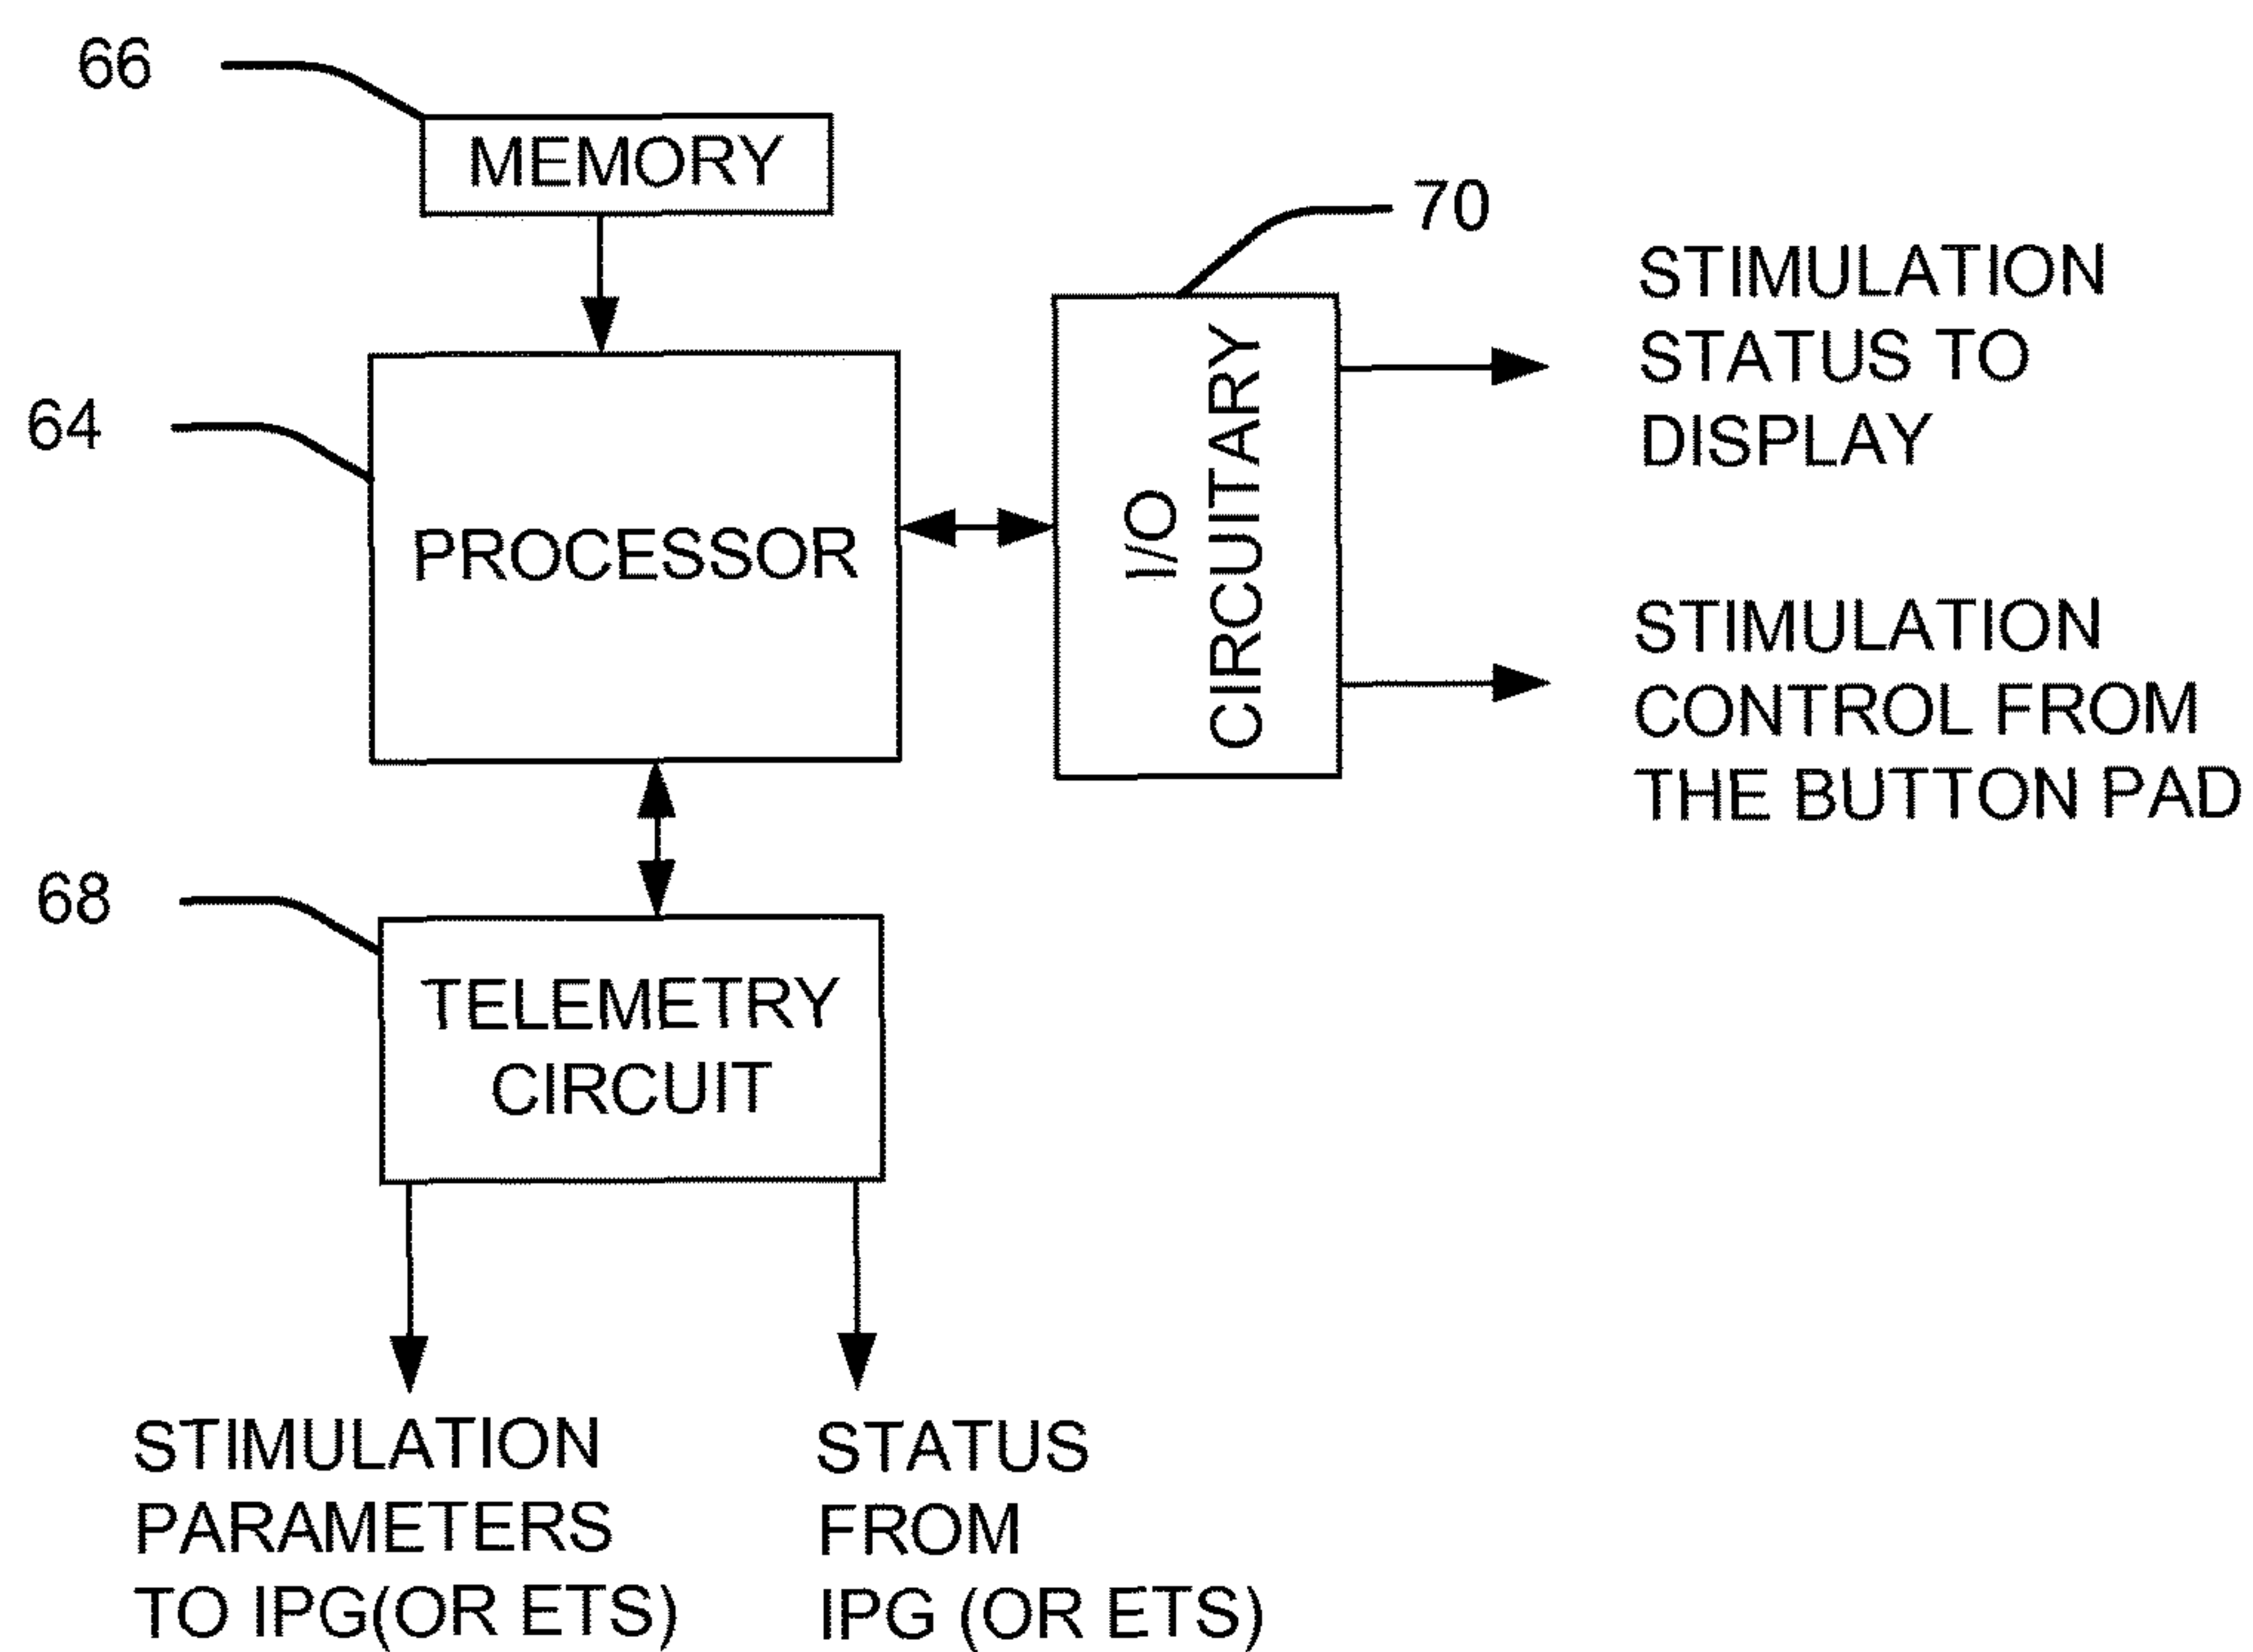 66
MEMORY
70
STIMULATION
STATUS TO
DISPLAY
64
PROCESSOR
I/O
CIRCUITARY
STIMULATION
CONTROL FROM
THE BUTTON PAD
68
TELEMETRY
CIRCUIT
STIMULATION
PARAMETERS
TO IPG(OR ETS)
STATUS
FROM
IPG (OR ETS)